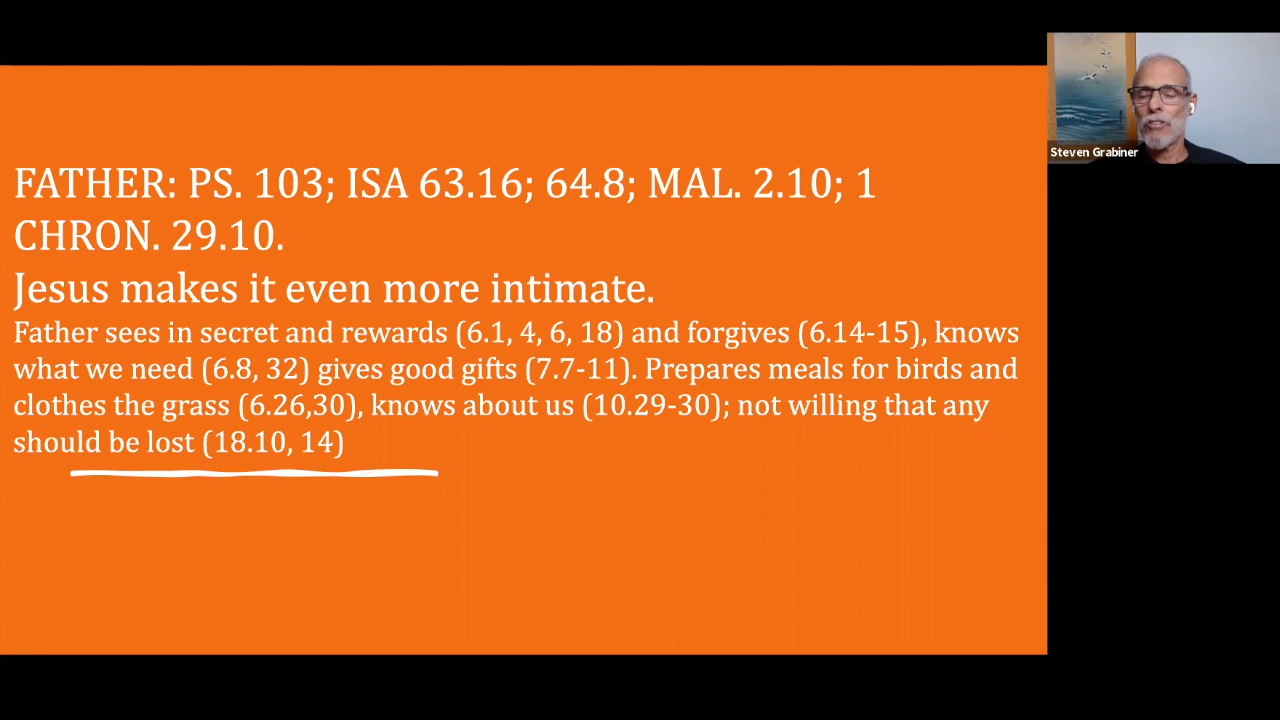 FATHER: PS. 103; ISA 63.16; 64.8; MAL. 2.10; 1
CHRON. 29.10.
Jesus makes it even more intimate.
Father sees in secret and rewards (6.1, 4, 6, 18) and forgives (6.14-15), knows
what we need (6.8, 32) gives good gifts (7.7-11). Prepares meals for birds and
clothes the grass (6.26,30), knows about us (10.29-30); not willing that any
should be lost (18.10, 14)
Steven Grabiner